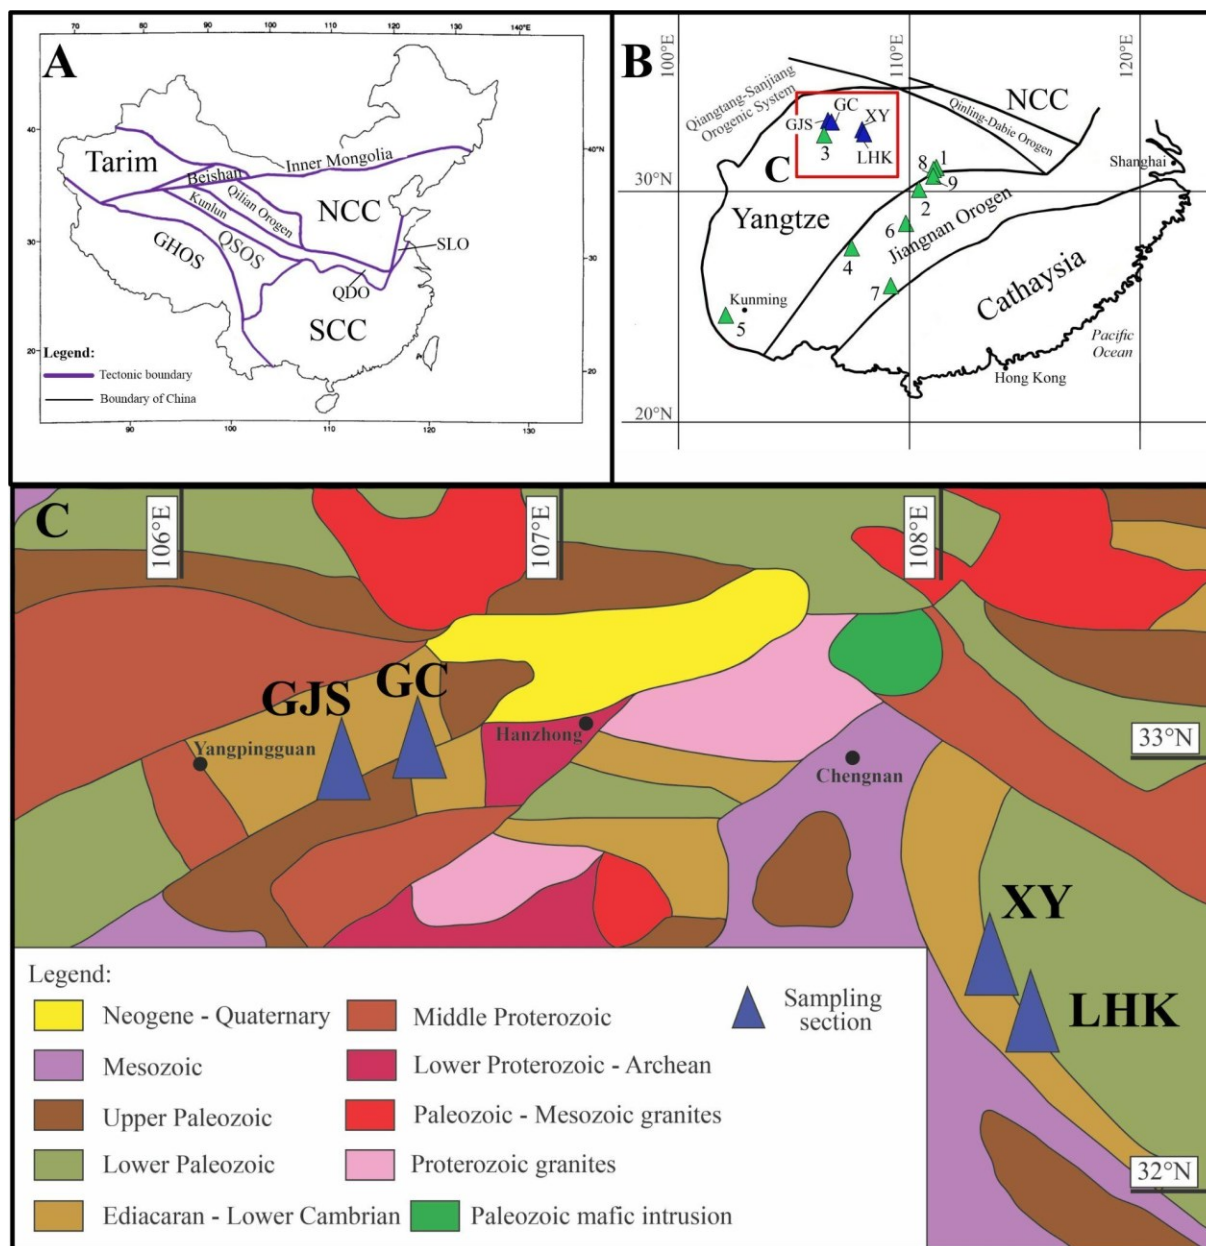 A
70
80
90
100
110
120
130
140°E
40
30
20
40°N
30
20
90
100
110
120
130
Tarim
Beishan
Inner Mongolia
Qilian Orogen
Kunlun
NCC
GHOS
QSOS
SLO
QDO
SCC
Legend:
Tectonic boundary
Boundary of China
B
100°E
110°E
120°E
30°N
20°N
Qiangtang-Sanjiang
Orogenic System
Qinling-Dabie Orogen
NCC
GJS
GC
XY
LHK
3
C
8
1
9
2
6
4
7
5
Shanghai
Yangtze
Jiangnan Orogen
Cathaysia
Kunming
Pacific
Ocean
Hong Kong
C
106°E
107°E
108°E
33°N
32°N
GJS
GC
Yangpingguan
Hanzhong
Chengnan
XY
LHK
Legend:
Neogene - Quaternary
Mesozoic
Upper Paleozoic
Lower Paleozoic
Ediacaran - Lower Cambrian
Middle Proterozoic
Lower Proterozoic - Archean
Paleozoic - Mesozoic granites
Proterozoic granites
Paleozoic mafic intrusion
Sampling
section